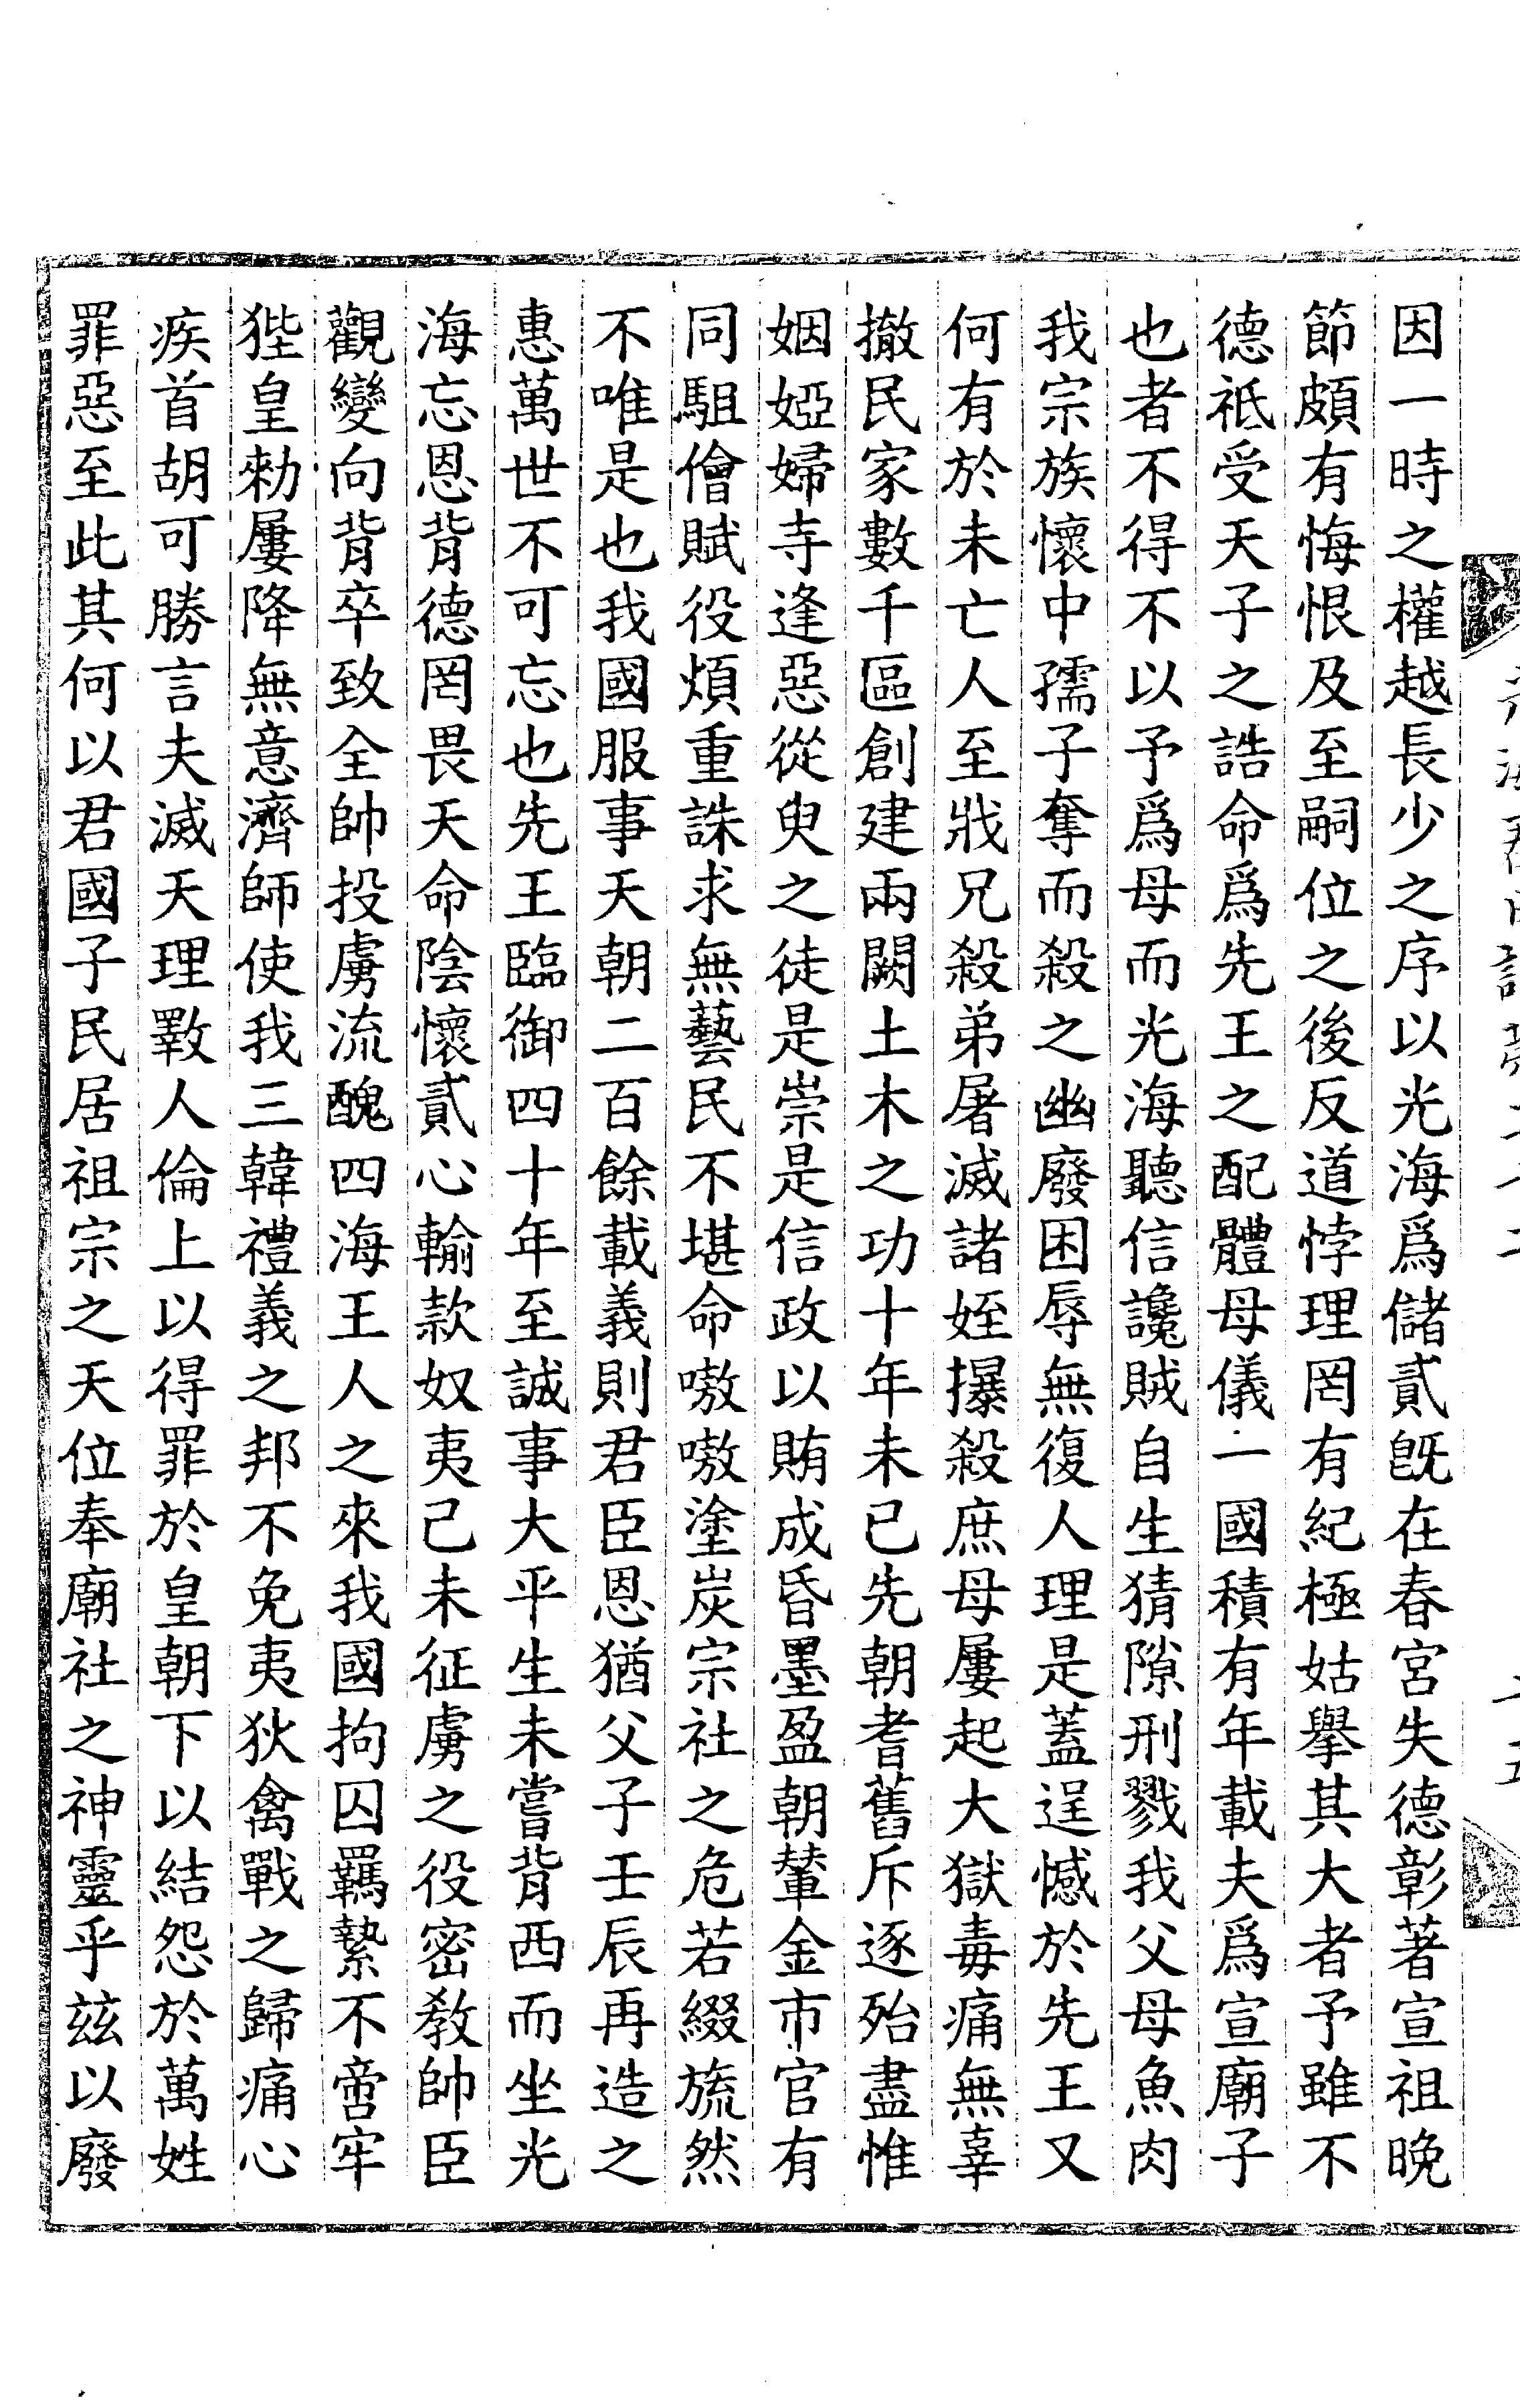 因一時之權越長少之序以光海爲儲貳旣在春宮失德彰著宣祖晩
節頗有悔恨及至嗣位之後反道悖理罔有紀極姑擧其大者予雖不
德祗受天子之誥命爲先王之配體母儀一國積有年載夫爲宣廟子
也者不得不以予爲母而光海聽信讒賊自生猜隙刑戮我父母魚肉
我宗族懷中孺子奪而殺之幽廢困辱無復人理是蓋逞憾於先王又
何有於未亡人至戕兄殺弟屠滅諸姪㩧殺庶母屢起大獄毒痛無辜
撤民家數千區創建兩闕土木之功十年未已先朝耆舊斥逐殆盡惟
姻婭婦寺逢惡從臾之徒是崇是信政以賄成昏墨盈朝輦金市官有
同駔儈賦役煩重誅求無藝民不堪命嗷嗷塗炭宗社之危若綴旒然
不唯是也我國服事天朝二百餘載義則君臣恩猶父子壬辰再造之
惠萬世不可忘也先王臨御四十年至誠事大平生未嘗背西而坐光
海忘恩背德罔畏天命陰懷貳心輸款奴夷己未征虜之役密敎帥臣
觀變向背卒致全帥投虜流醜四海王人之來我國拘囚羈縶不啻牢
狴皇勑屢降無意濟師使我三韓禮義之邦不免夷狄禽獸之歸痛心
疾首胡可勝言夫滅天理斁人倫上以得罪於皇朝下以結怨於萬姓
罪惡至此其何以君國子民居祖宗之天位奉廟社之神靈乎玆以廢